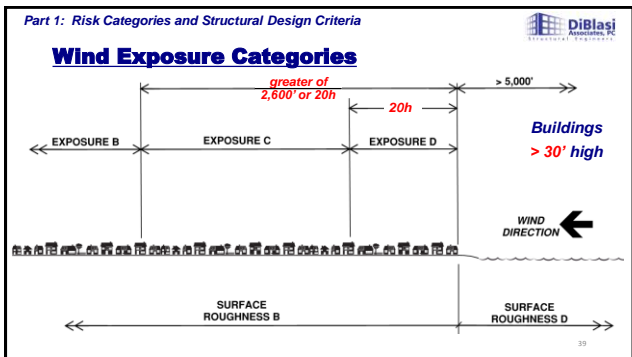 Part 1: Risk Categories and Structural Design Criteria
DiBlasi
Associates, PC
Structural Engineers
Wind Exposure Categories
greater of
2,600' or 20h
> 5,000'
20h
Buildings
> 30' high
EXPOSURE B
EXPOSURE C
EXPOSURE D
WIND
DIRECTION
SURFACE
ROUGHNESS B
SURFACE
ROUGHNESS D
39